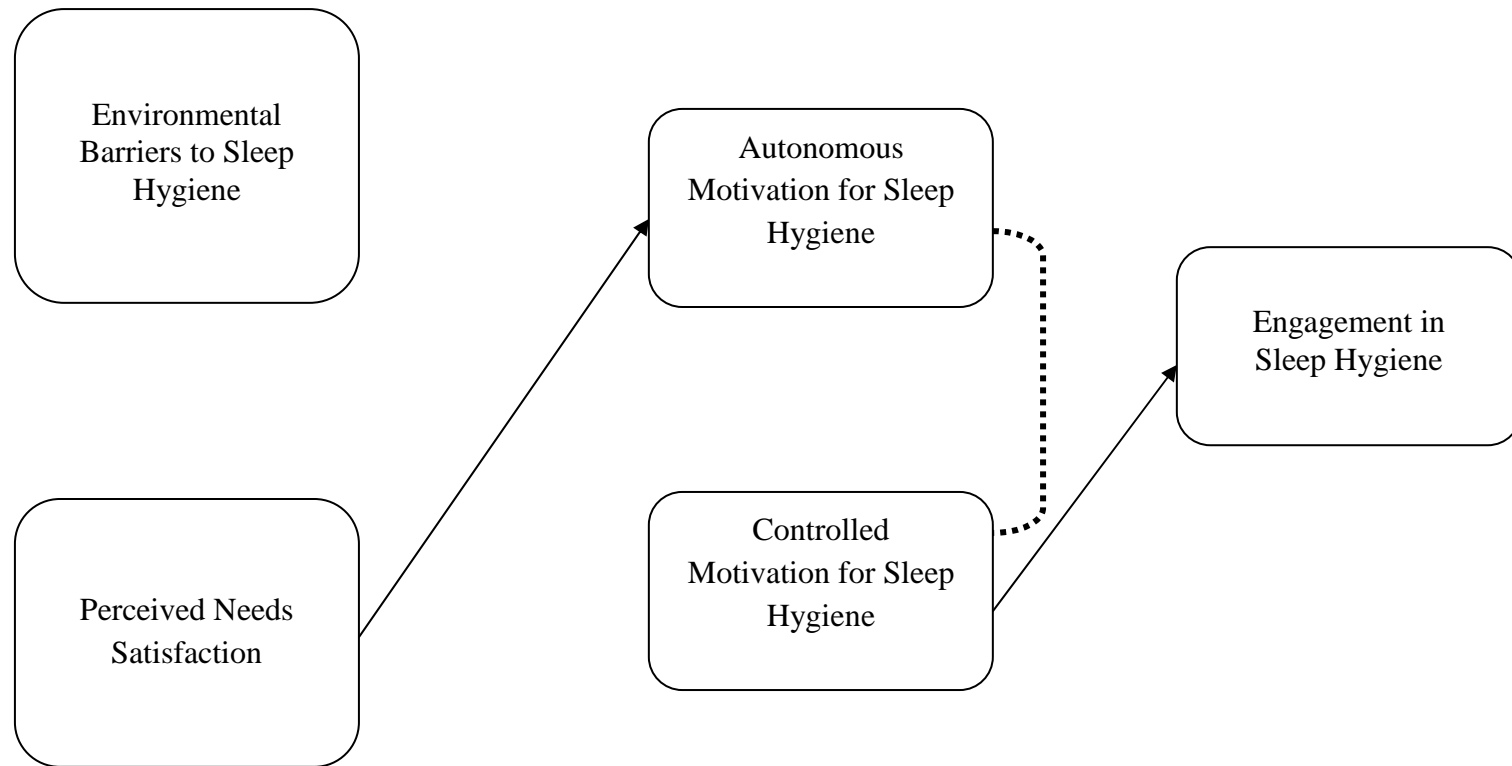 Environmental
Barriers to Sleep
Hygiene
Perceived Needs
Satisfaction
Autonomous
Motivation for Sleep
Hygiene
Controlled
Motivation for Sleep
Hygiene
Engagement in
Sleep Hygiene